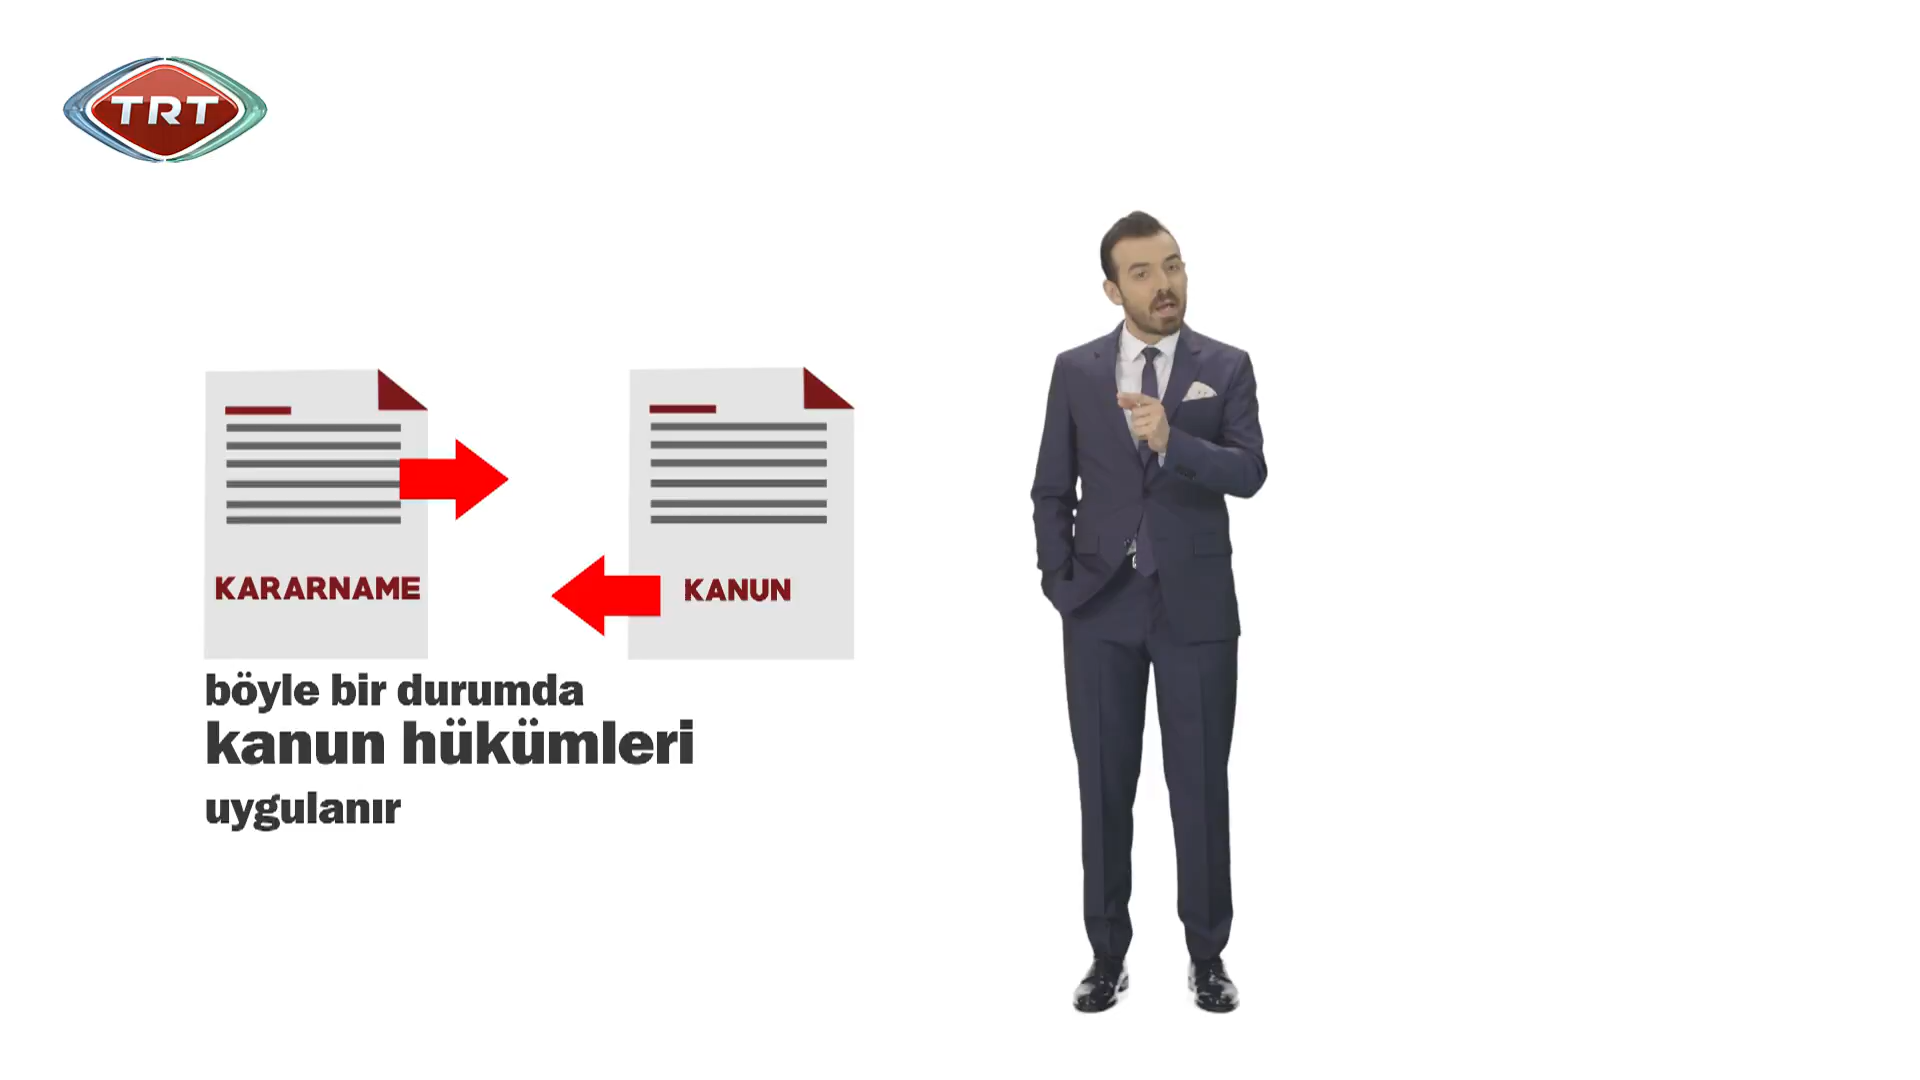 TRT
KARARNAME
KANUN
böyle bir durumda
kanun hükümleri
uygulanır